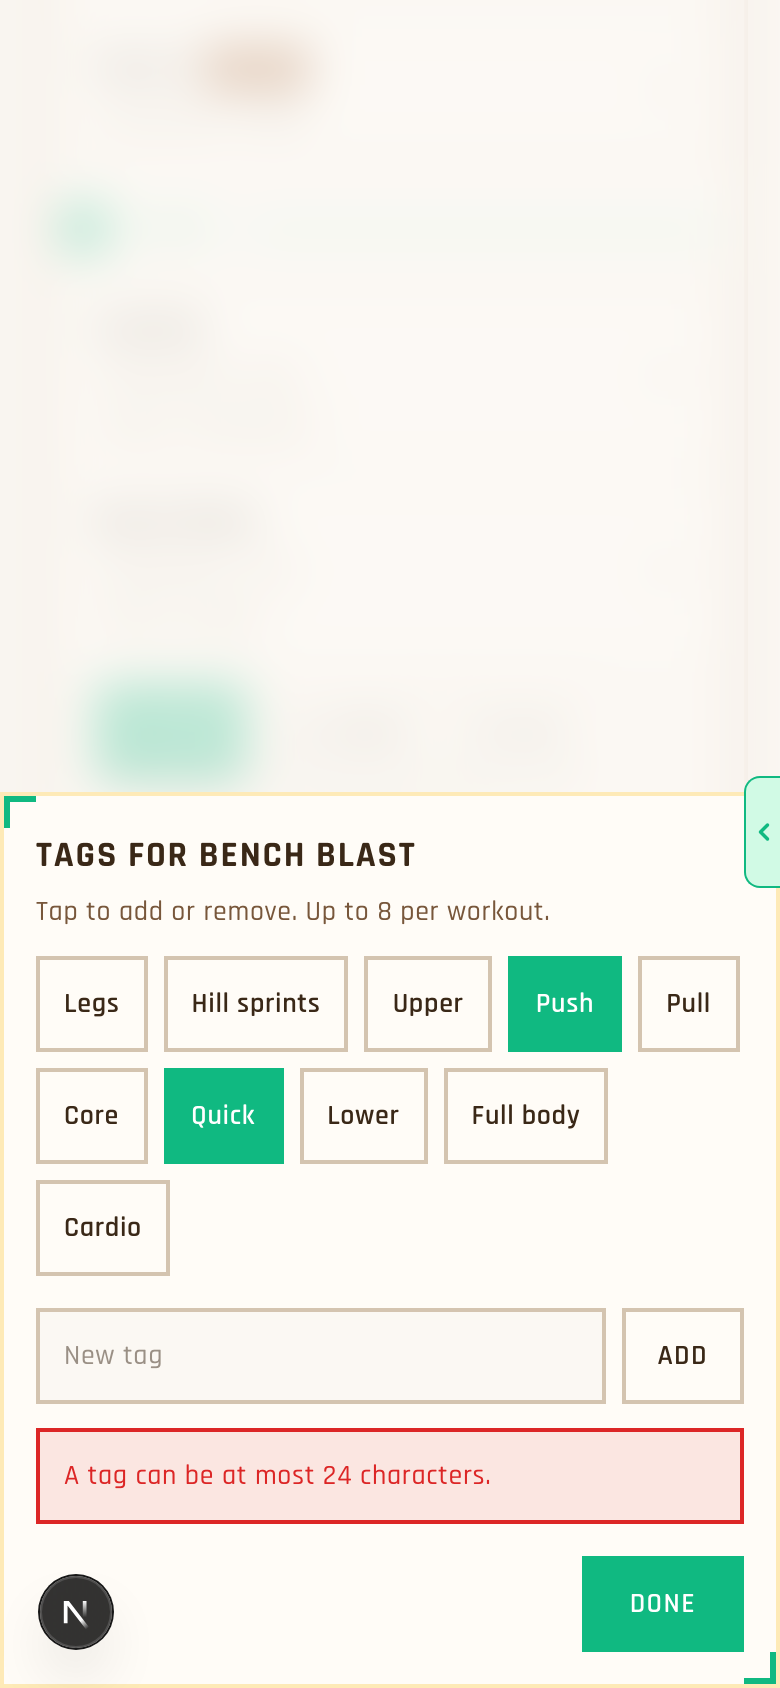 TAGS FOR BENCH BLAST
Tap to add or remove. Up to 8 per workout.
Legs Hill sprints Upper Push Pull
Core Quick Lower Full body
Cardio
New tag ADD
A tag can be at most 24 characters.
N DONE